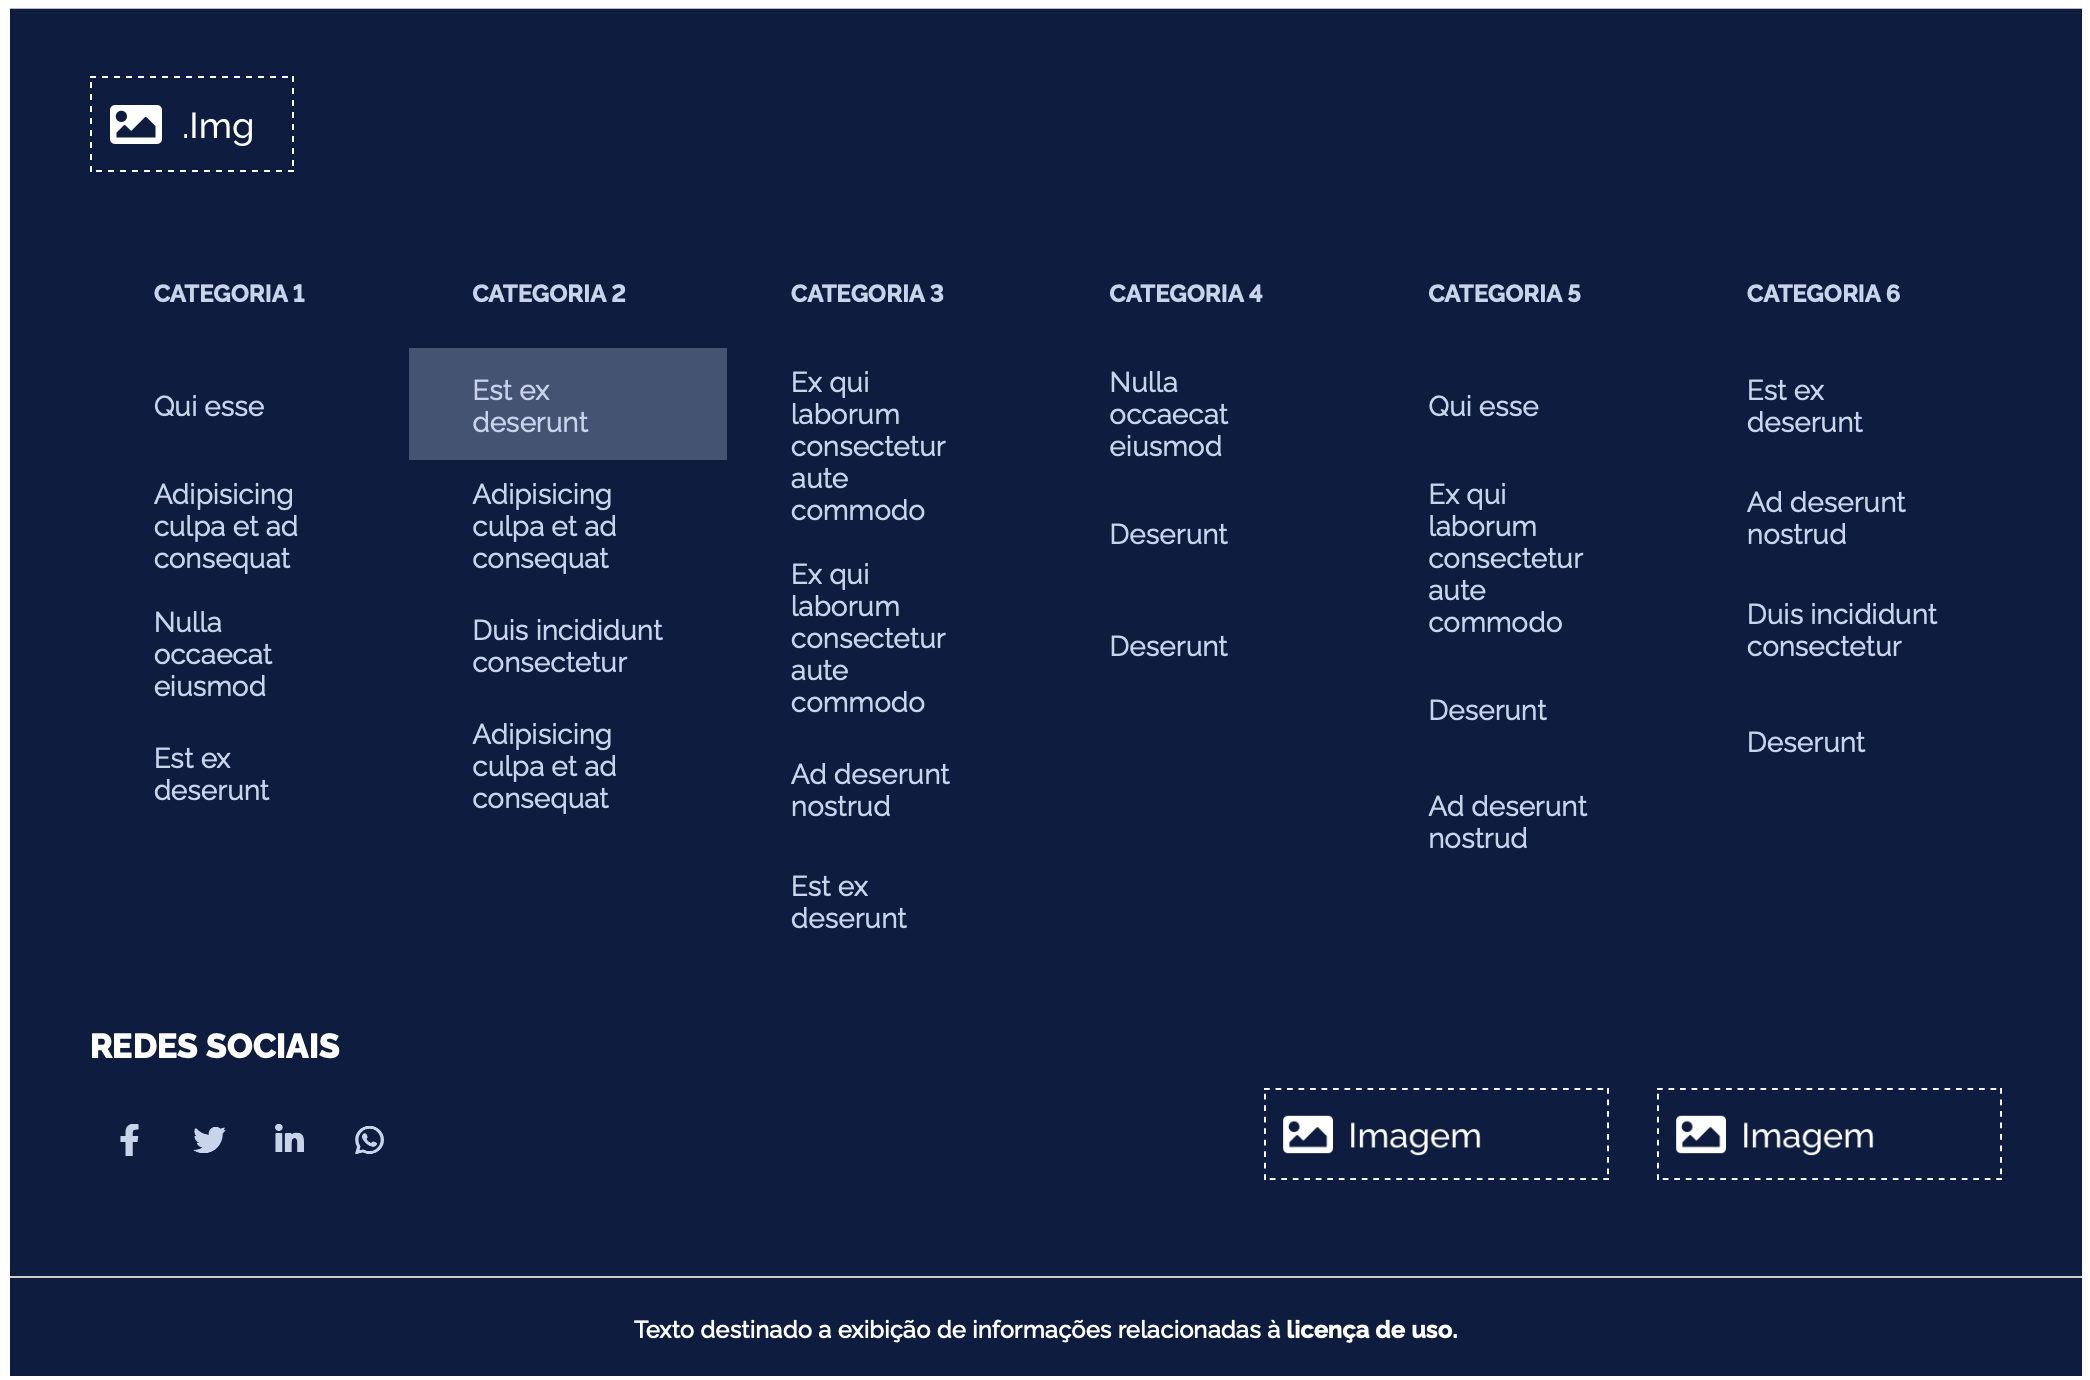 .Img
CATEGORIA 1
Qui esse
Adipisicing
culpa et ad
consequat
Nulla
occaecat
eiusmod
Est ex
deserunt
CATEGORIA 2
Est ex
deserunt
Adipisicing
culpa et ad
consequat
Duis incididunt
consectetur
Adipisicing
culpa et ad
consequat
CATEGORIA 3
Ex qui
laborum
consectetur
aute
commodo
Ex qui
laborum
consectetur
aute
commodo
Ad deserunt
nostrud
Est ex
deserunt
CATEGORIA 4
Nulla
occaecat
eiusmod
Deserunt
Deserunt
CATEGORIA 5
Qui esse
Ex qui
laborum
consectetur
aute
commodo
Deserunt
Ad deserunt
nostrud
CATEGORIA 6
Est ex
deserunt
Ad deserunt
nostrud
Duis incididunt
consectetur
Deserunt
REDES SOCIAIS
Imagem
Imagem
Texto destinado a exibição de informações relacionadas à licença de uso.